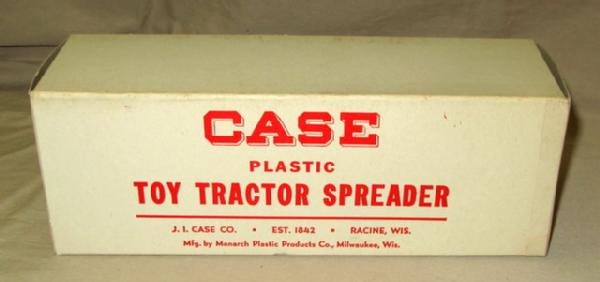 CASE
PLASTIC
TOY TRACTOR SPREADER
J. I. CASE CO. • EST. 1842 • RACINE, WIS.
Mfg. by Monarch Plastic Products Co., Milwaukee, Wis.